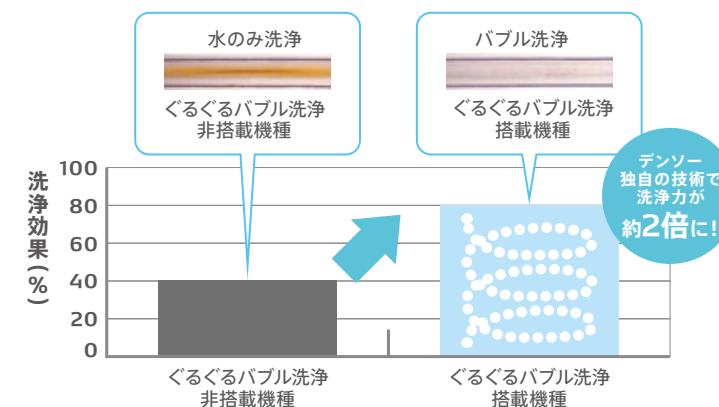 水のみ洗浄
ぐるぐるバブル洗浄
非搭載機種
バブル洗浄
ぐるぐるバブル洗浄
搭載機種
デンソー
独自の技術で
洗浄力が
約2倍に!
洗浄効果(%)
100
80
60
40
20
0
ぐるぐるバブル洗浄
非搭載機種
ぐるぐるバブル洗浄
搭載機種